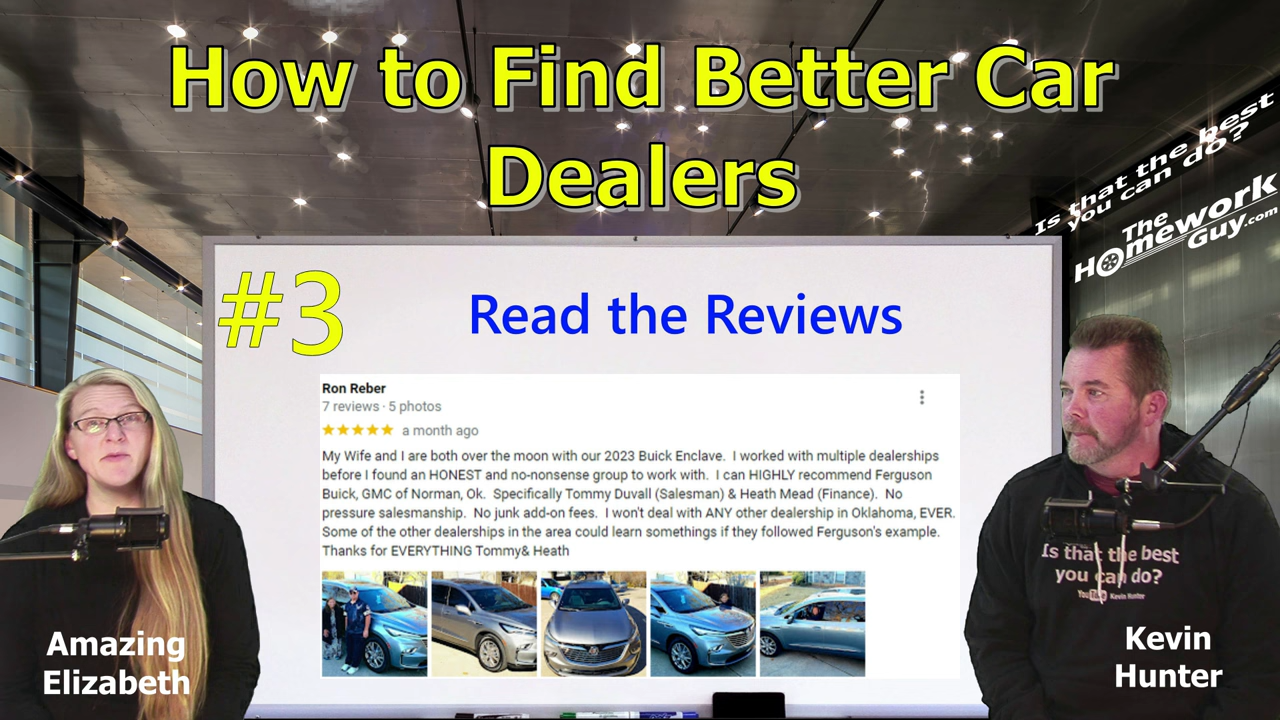 How to Find Better Car
Dealers
Is that the best
you can do?
The
Homework
Guy.com
#3
Read the Reviews
Ron Reber
7 reviews · 5 photos
a month ago
My Wife and I are both over the moon with our 2023 Buick Enclave. I worked with multiple dealerships
before I found an HONEST and no-nonsense group to work with. I can HIGHLY recommend Ferguson
Buick, GMC of Norman, Ok. Specifically Tommy Duvall (Salesman) & Heath Mead (Finance). No
pressure salesmanship. No junk add-on fees. I won't deal with ANY other dealership in Oklahoma, EVER.
Some of the other dealerships in the area could learn somethings if they followed Ferguson's example.
Thanks for EVERYTHING Tommy& Heath
Is that the best
you can do?
YouTube Kevin Hunter
Amazing
Elizabeth
Kevin
Hunter